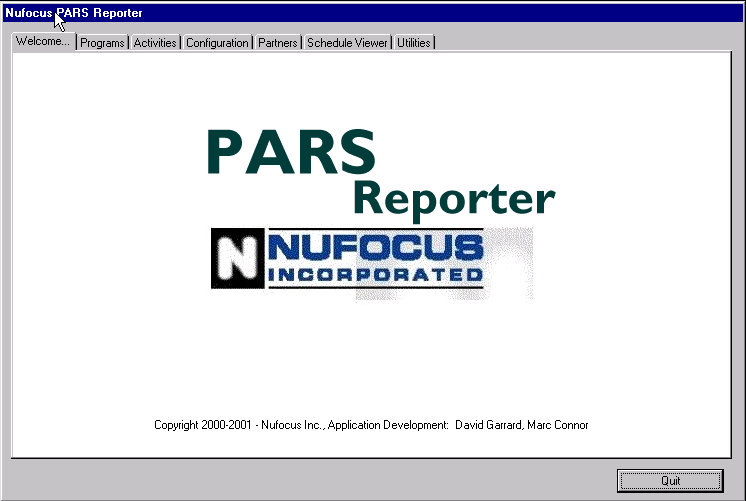 Nufocus PARS Reporter
Welcome... Programs Activities Configuration Partners Schedule Viewer Utilities
PARS
Reporter
N NUFOCUS
INCORPORATED
Copyright 2000-2001 - Nufocus Inc., Application Development: David Garrard, Marc Connor
Quit